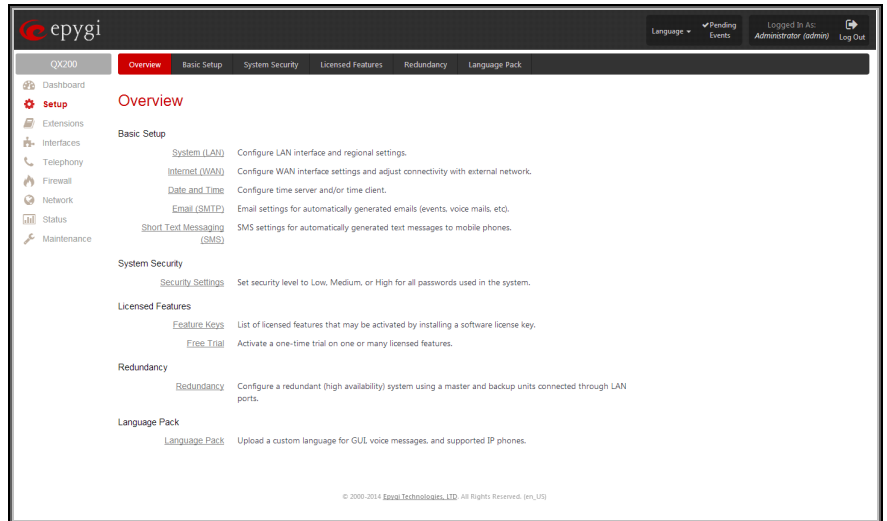 epygi
Language
Pending Events
Logged In As:
Administrator (admin)
Log Out
QX200
Overview
Basic Setup
System Security
Licensed Features
Redundancy
Language Pack
Dashboard
Setup
Extensions
Interfaces
Telephony
Firewall
Network
Status
Maintenance
Overview
Basic Setup
System (LAN) Configure LAN interface and regional settings.
Internet (WAN) Configure WAN interface settings and adjust connectivity with external network.
Date and Time Configure time server and/or time client.
Email (SMTP) Email settings for automatically generated emails (events, voice mails, etc).
Short Text Messaging (SMS) SMS settings for automatically generated text messages to mobile phones.
System Security
Security Settings Set security level to Low, Medium, or High for all passwords used in the system.
Licensed Features
Feature Keys List of licensed features that may be activated by installing a software license key.
Free Trial Activate a one-time trial on one or many licensed features.
Redundancy
Redundancy Configure a redundant (high availability) system using a master and backup units connected through LAN
ports.
Language Pack
Language Pack Upload a custom language for GUI, voice messages, and supported IP phones.
© 2000-2014 Epygi Technologies, LTD. All Rights Reserved. (en_US)